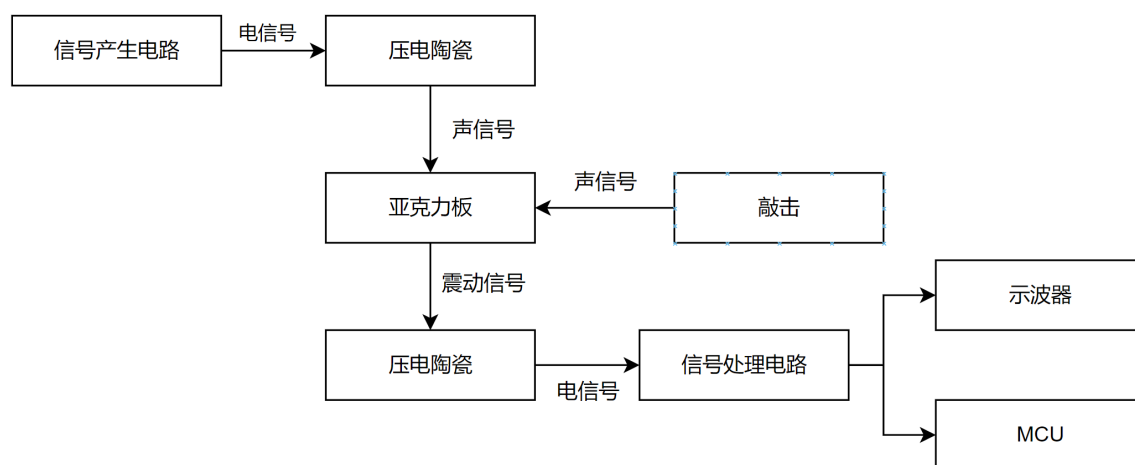 信号产生电路
电信号
压电陶瓷
声信号
亚克力板
声信号
敲击
震动信号
压电陶瓷
电信号
信号处理电路
示波器
MCU